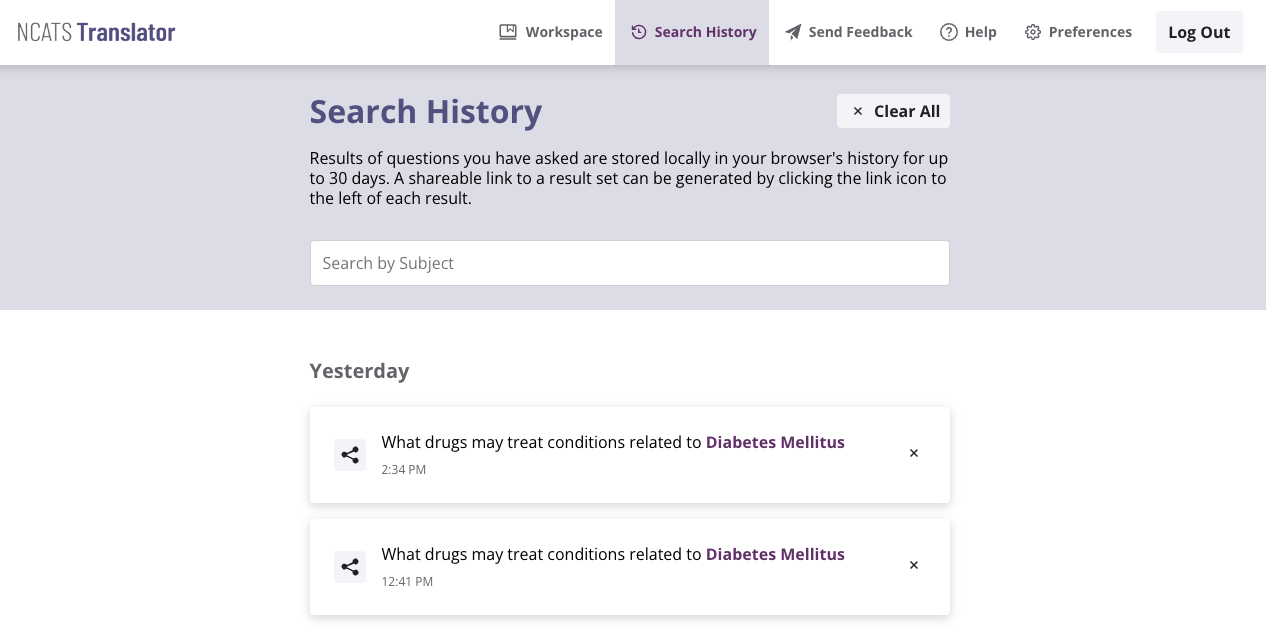 NCATS Translator
Workspace
Search History
Send Feedback
Help
Preferences
Log Out
Search History
Clear All
Results of questions you have asked are stored locally in your browser's history for up
to 30 days. A shareable link to a result set can be generated by clicking the link icon to
the left of each result.
Search by Subject
Yesterday
What drugs may treat conditions related to Diabetes Mellitus
2:34 PM
What drugs may treat conditions related to Diabetes Mellitus
12:41 PM